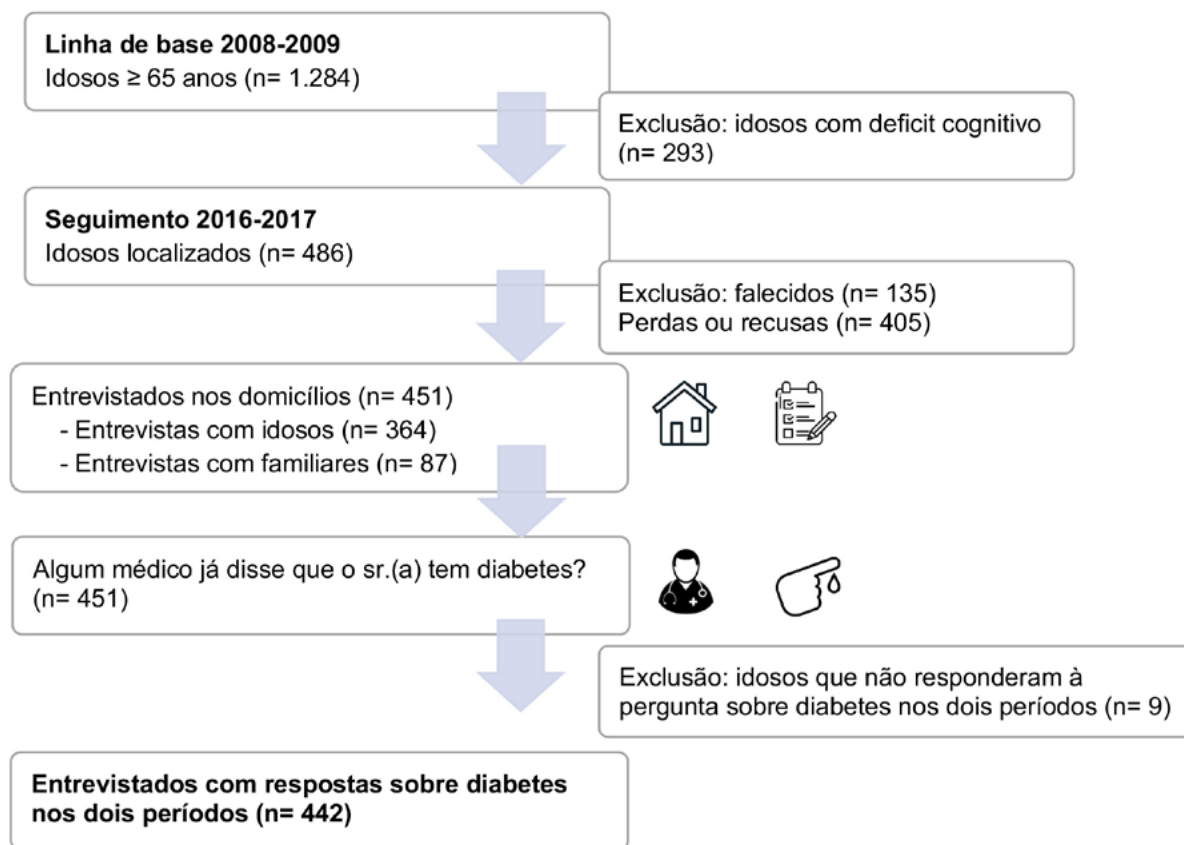 Linha de base 2008-2009
Idosos ≥ 65 anos (n= 1.284)
Exclusão: idosos com deficit cognitivo
(n= 293)
Seguimento 2016-2017
Idosos localizados (n= 486)
Exclusão: falecidos (n= 135)
Perdas ou recusas (n= 405)
Entrevistados nos domicílios (n= 451)
- Entrevistas com idosos (n= 364)
- Entrevistas com familiares (n= 87)
Algum médico já disse que o sr.(a) tem diabetes?
(n= 451)
Exclusão: idosos que não responderam à
pergunta sobre diabetes nos dois períodos (n= 9)
Entrevistados com respostas sobre diabetes
nos dois períodos (n= 442)